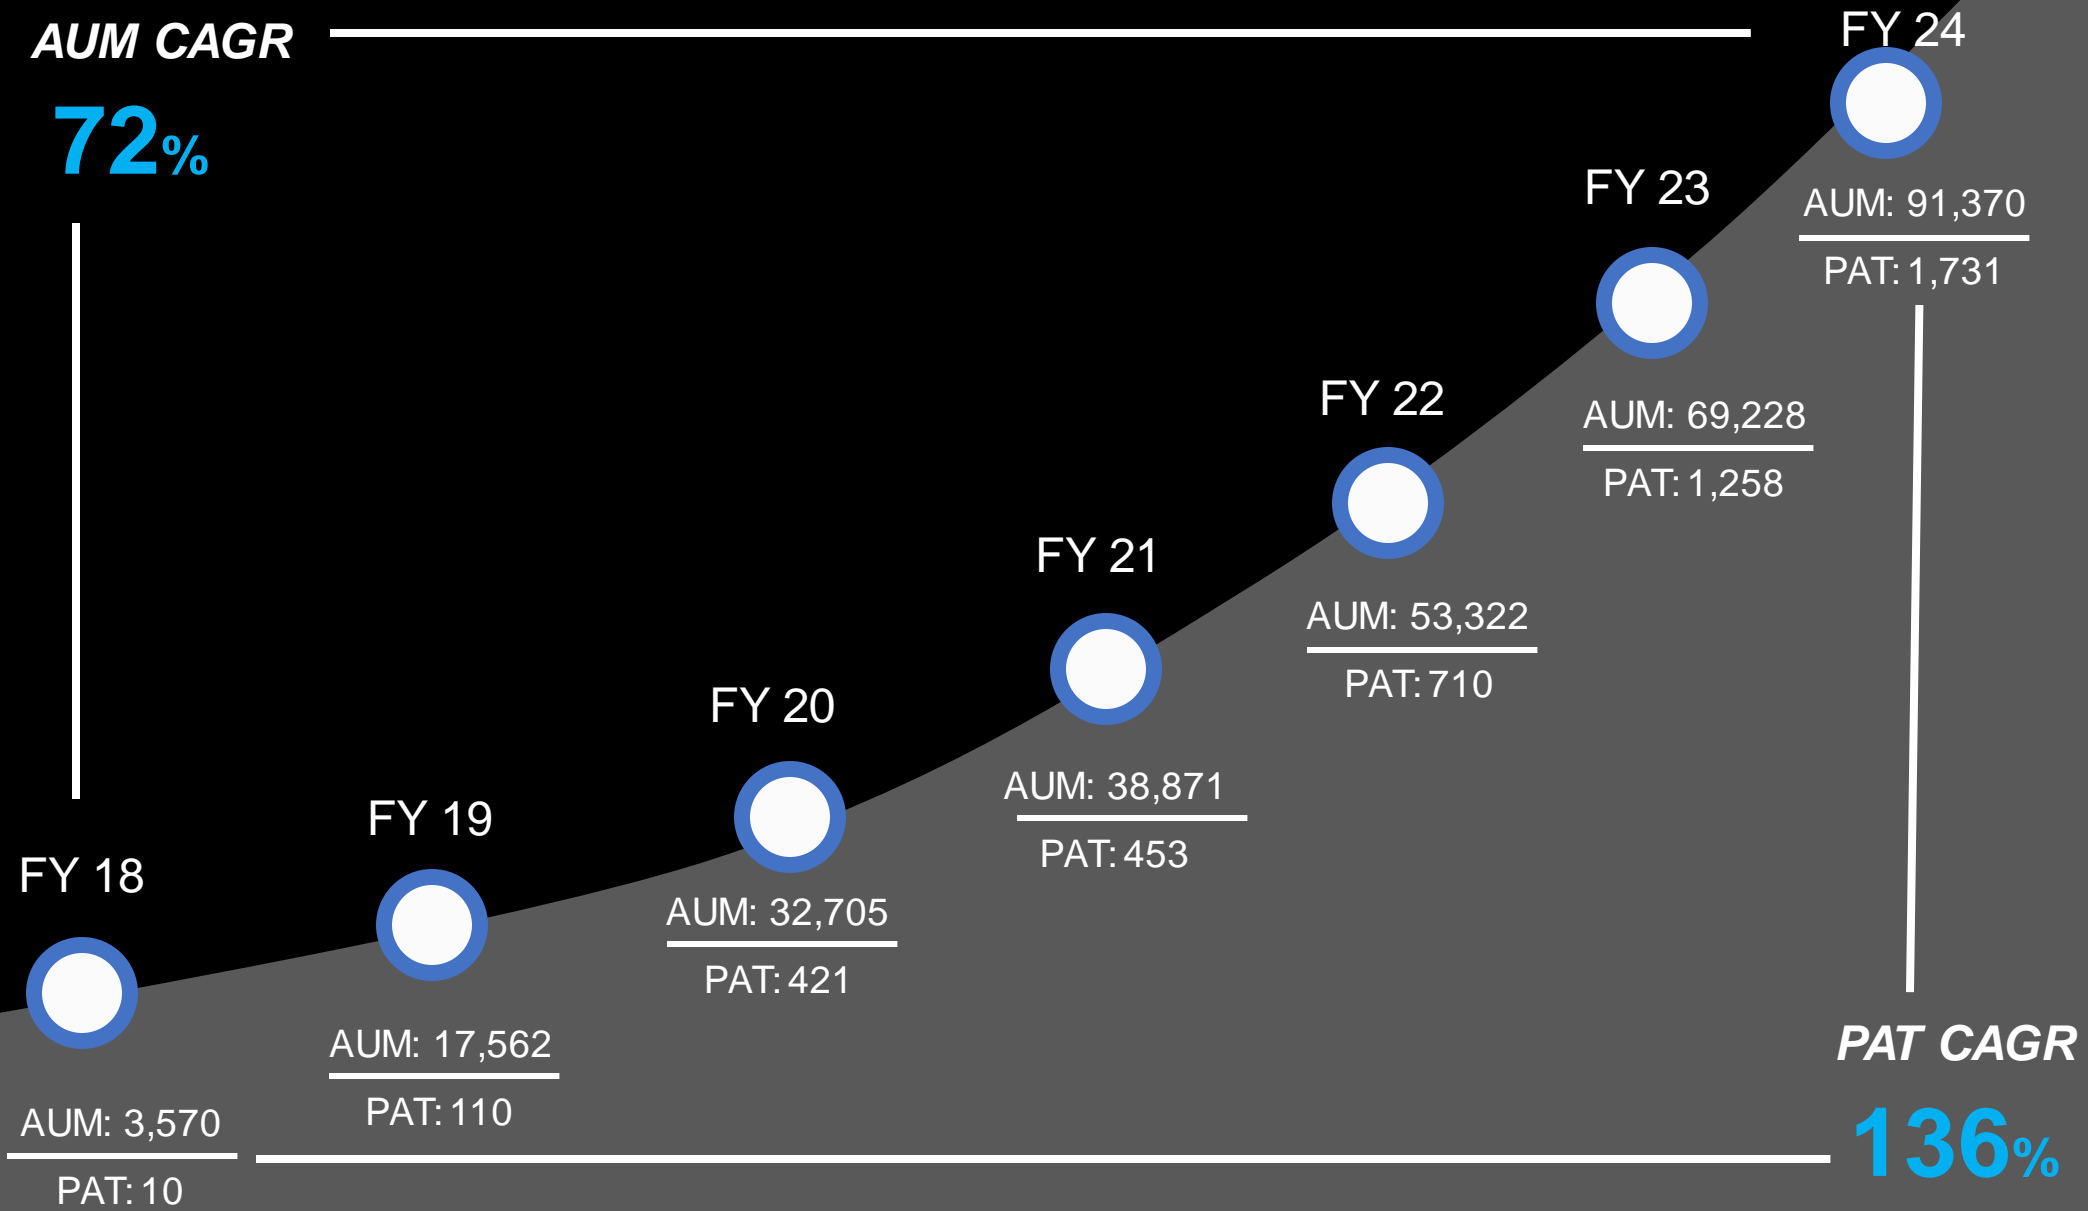 AUM CAGR
72%
FY 18
AUM: 3,570
PAT: 10
FY 19
AUM: 17,562
PAT: 110
FY 20
AUM: 32,705
PAT: 421
FY 21
AUM: 38,871
PAT: 453
FY 22
AUM: 53,322
PAT: 710
FY 23
AUM: 69,228
PAT: 1,258
FY 24
AUM: 91,370
PAT: 1,731
PAT CAGR
136%